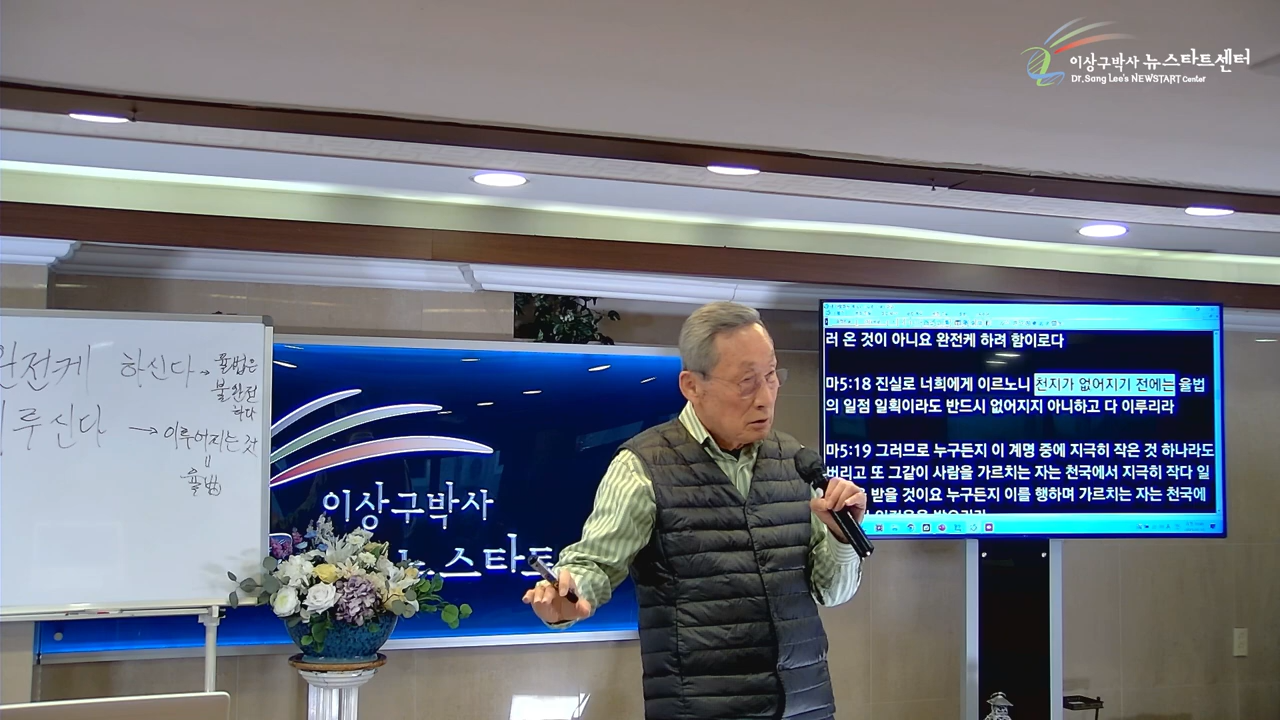 이상구박사 뉴스타트센터
Dr. Sang Lee's NEWSTART Center
완전케 하신다 → 율법은
불완전
하다
이루신다 → 이루어지는 것
율법
이상구박사
뉴스타트
러 온 것이 아니요 완전케 하려 함이로다
마5:18 진실로 너희에게 이르노니 천지가 없어지기 전에는 율법
의 일점 일획이라도 반드시 없어지지 아니하고 다 이루리라
마5:19 그러므로 누구든지 이 계명 중에 지극히 작은 것 하나라도
버리고 또 그같이 사람을 가르치는 자는 천국에서 지극히 작다 일
받을 것이요 누구든지 이를 행하며 가르치는 자는 천국에